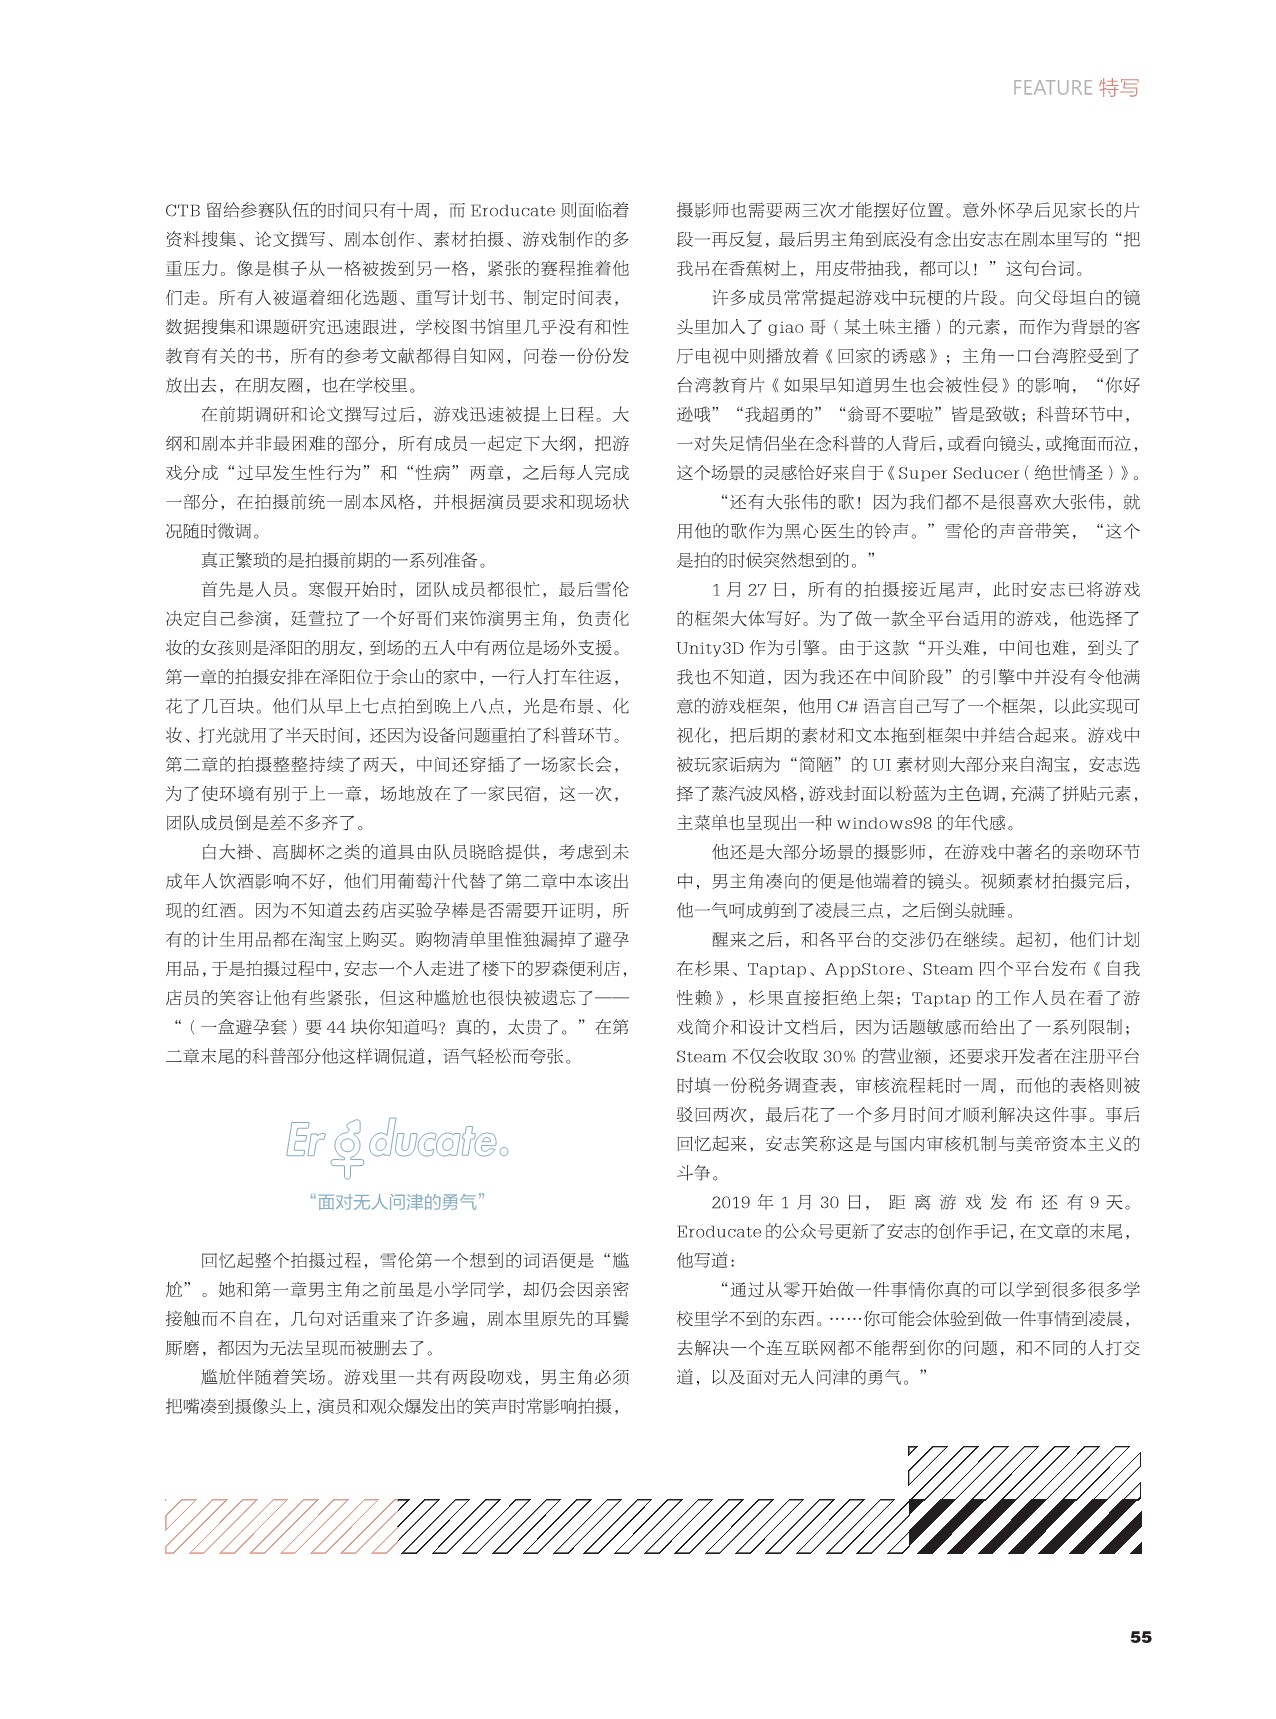 FEATURE 特写
CTB 留给参赛队伍的时间只有十周，而 Eroducate 则面临着
资料搜集、论文撰写、剧本创作、素材拍摄、游戏制作的多
重压力。像是棋子从一格被拨到另一格，紧张的赛程推着他
们走。所有人被逼着细化选题、重写计划书、制定时间表，
数据搜集和课题研究迅速跟进，学校图书馆里几乎没有和性
教育有关的书，所有的参考文献都得自知网，问卷一份份发
放出去，在朋友圈，也在学校里。
在前期调研和论文撰写过后，游戏迅速被提上日程。大
纲和剧本并非最困难的部分，所有成员一起定下大纲，把游
戏分成“过早发生性行为”和“性病”两章，之后每人完成
一部分，在拍摄前统一剧本风格，并根据演员要求和现场状
况随时微调。
真正繁琐的是拍摄前期的一系列准备。
首先是人员。寒假开始时，团队成员都很忙，最后雪伦
决定自己参演，廷萱拉了一个好哥们来饰演男主角，负责化
妆的女孩则是泽阳的朋友，到场的五人中有两位是场外支援。
第一章的拍摄安排在泽阳位于佘山的家中，一行人打车往返，
花了几百块。他们从早上七点拍到晚上八点，光是布景、化
妆、打光就用了半天时间，还因为设备问题重拍了科普环节。
第二章的拍摄整整持续了两天，中间还穿插了一场家长会，
为了使环境有别于上一章，场地放在了一家民宿，这一次，
团队成员倒是差不多齐了。
白大褂、高脚杯之类的道具由队员晓晗提供，考虑到未
成年人饮酒影响不好，他们用葡萄汁代替了第二章中本该出
现的红酒。因为不知道去药店买验孕棒是否需要开证明，所
有的计生用品都在淘宝上购买。购物清单里惟独漏掉了避孕
用品，于是拍摄过程中，安志一个人走进了楼下的罗森便利店，
店员的笑容让他有些紧张，但这种尴尬也很快被遗忘了——
“（一盒避孕套）要 44 块你知道吗？真的，太贵了。”在第
二章末尾的科普部分他这样调侃道，语气轻松而夸张。
Eroducate.
“面对无人问津的勇气”
回忆起整个拍摄过程，雪伦第一个想到的词语便是“尴
尬”。她和第一章男主角之前虽是小学同学，却仍会因亲密
接触而不自在，几句对话重来了许多遍，剧本里原先的耳鬓
厮磨，都因为无法呈现而被删去了。
尴尬伴随着笑场。游戏里一共有两段吻戏，男主角必须
把嘴凑到摄像头上，演员和观众爆发出的笑声时常影响拍摄，
摄影师也需要两三次才能摆好位置。意外怀孕后见家长的片
段一再反复，最后男主角到底没有念出安志在剧本里写的“把
我吊在香蕉树上，用皮带抽我，都可以！”这句台词。
许多成员常常提起游戏中玩梗的片段。向父母坦白的镜
头里加入了 giao 哥（某土味主播）的元素，而作为背景的客
厅电视中则播放着《回家的诱惑》；主角一口台湾腔受到了
台湾教育片《如果早知道男生也会被性侵》的影响，“你好
逊哦”“我超勇的”“翁哥不要啦”皆是致敬；科普环节中，
一对失足情侣坐在念科普的人背后，或看向镜头，或掩面而泣，
这个场景的灵感恰好来自于《Super Seducer（绝世情圣）》。
“还有大张伟的歌！因为我们都不是很喜欢大张伟，就
用他的歌作为黑心医生的铃声。”雪伦的声音带笑，“这个
是拍的时候突然想到的。”
1 月 27 日，所有的拍摄接近尾声，此时安志已将游戏
的框架大体写好。为了做一款全平台适用的游戏，他选择了
Unity3D 作为引擎。由于这款“开头难，中间也难，到头了
我也不知道，因为我还在中间阶段”的引擎中并没有令他满
意的游戏框架，他用 C# 语言自己写了一个框架，以此实现可
视化，把后期的素材和文本拖到框架中并结合起来。游戏中
被玩家诟病为“简陋”的 UI 素材则大部分来自淘宝，安志选
择了蒸汽波风格，游戏封面以粉蓝为主色调，充满了拼贴元素，
主菜单也呈现出一种 windows98 的年代感。
他还是大部分场景的摄影师，在游戏中著名的亲吻环节
中，男主角凑向的便是他端着的镜头。视频素材拍摄完后，
他一气呵成剪到了凌晨三点，之后倒头就睡。
醒来之后，和各平台的交涉仍在继续。起初，他们计划
在杉果、Taptap、AppStore、Steam 四个平台发布《自我
性赖》，杉果直接拒绝上架；Taptap 的工作人员在看了游
戏简介和设计文档后，因为话题敏感而给出了一系列限制；
Steam 不仅会收取 30% 的营业额，还要求开发者在注册平台
时填一份税务调查表，审核流程耗时一周，而他的表格则被
驳回两次，最后花了一个多月时间才顺利解决这件事。事后
回忆起来，安志笑称这是与国内审核机制与美帝资本主义的
斗争。
2019 年 1 月 30 日，距离游戏发布还有 9 天。
Eroducate 的公众号更新了安志的创作手记，在文章的末尾，
他写道：
“通过从零开始做一件事情你真的可以学到很多很多学
校里学不到的东西。……你可能会体验到做一件事情到凌晨，
去解决一个连互联网都不能帮到你的问题，和不同的人打交
道，以及面对无人问津的勇气。”
55